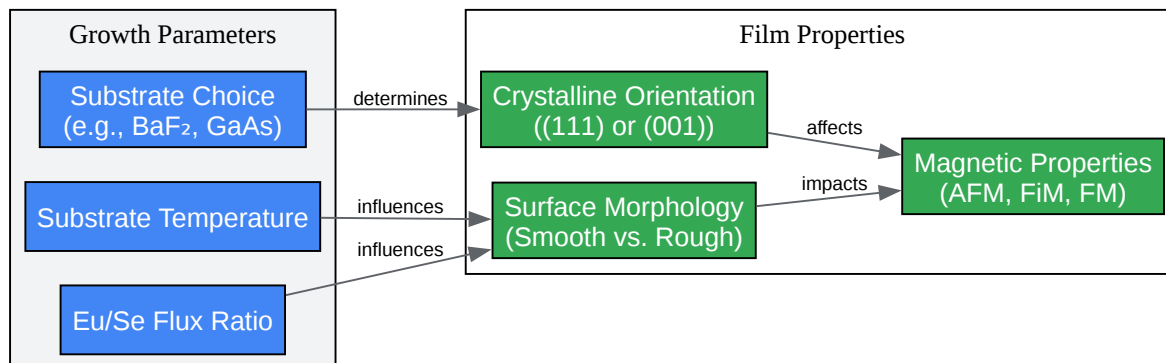 Growth Parameters
Substrate Choice
(e.g., BaF₂, GaAs)
Substrate Temperature
Eu/Se Flux Ratio
determines
influences
influences
Film Properties
Crystalline Orientation
((111) or (001))
Surface Morphology
(Smooth vs. Rough)
affects
impacts
Magnetic Properties
(AFM, FiM, FM)